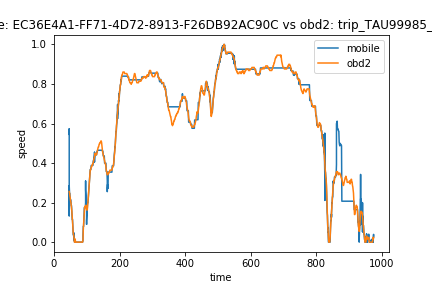 e: EC36E4A1-FF71-4D72-8913-F26DB92AC90C vs obd2: trip_TAU99985_
mobile
obd2
speed
1.0
0.8
0.6
0.4
0.2
0.0
0 200 400 600 800 1000
time